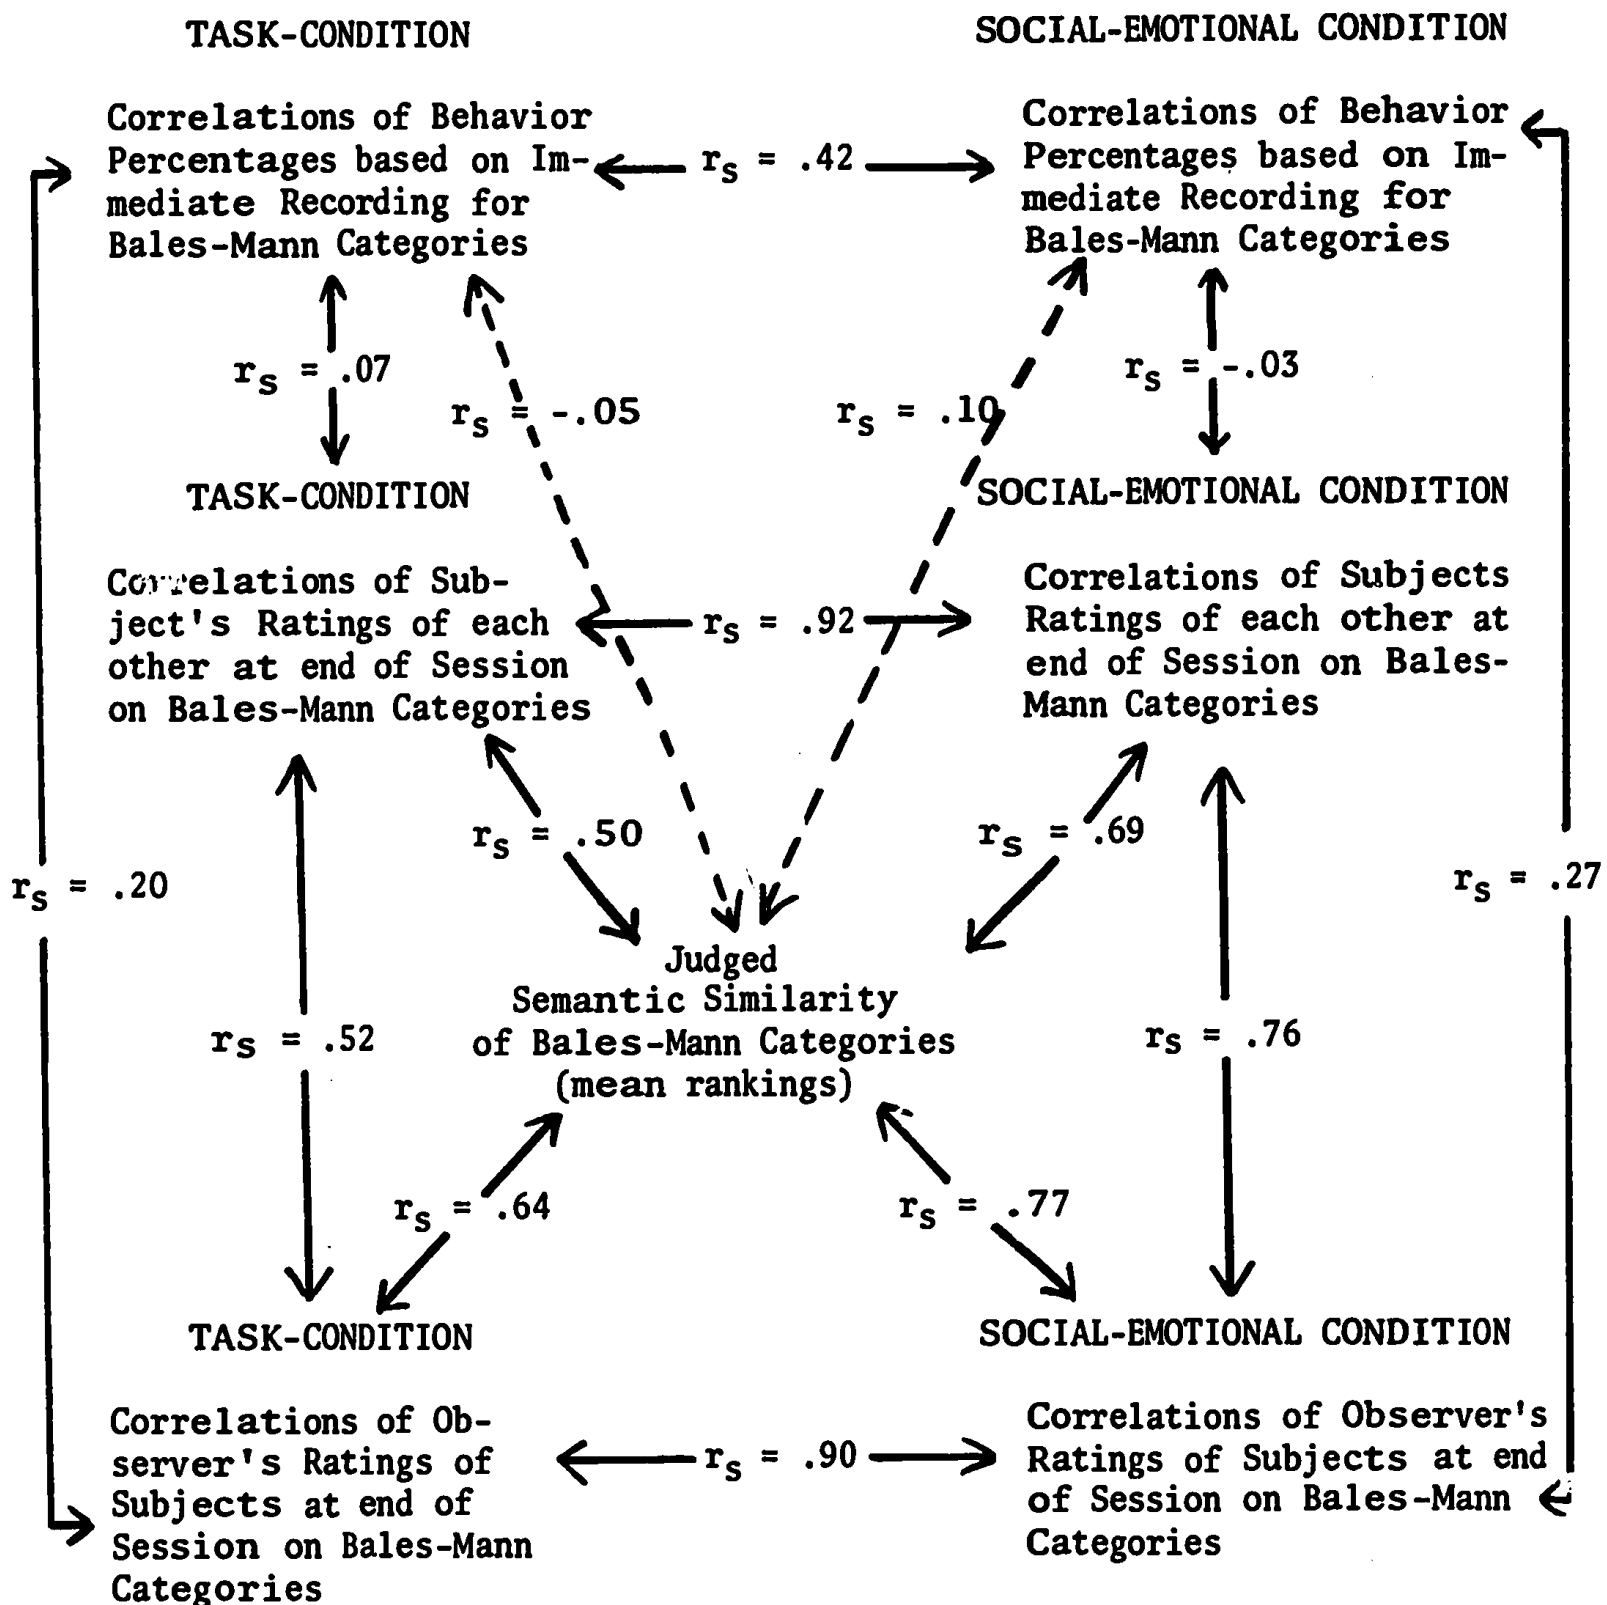 TASK-CONDITION
SOCIAL-EMOTIONAL CONDITION
Correlations of Behavior
Percentages based on Im-
mediate Recording for
Bales-Mann Categories
rs = .42
Correlations of Behavior
Percentages based on Im-
mediate Recording for
Bales-Mann Categories
rs = .07
rs = -.05
rs = .10
rs = -.03
TASK-CONDITION
SOCIAL-EMOTIONAL CONDITION
Correlations of Sub-
ject's Ratings of each
other at end of Session
on Bales-Mann Categories
rs = .92
Correlations of Subjects
Ratings of each other at
end of Session on Bales-
Mann Categories
rs = .50
rs = .69
rs = .20
rs = .27
Judged
Semantic Similarity
of Bales-Mann Categories
(mean rankings)
rs = .52
rs = .76
rs = .64
rs = .77
TASK-CONDITION
SOCIAL-EMOTIONAL CONDITION
Correlations of Ob-
server's Ratings of
Subjects at end of
Session on Bales-Mann
Categories
rs = .90
Correlations of Observer's
Ratings of Subjects at end
of Session on Bales-Mann
Categories